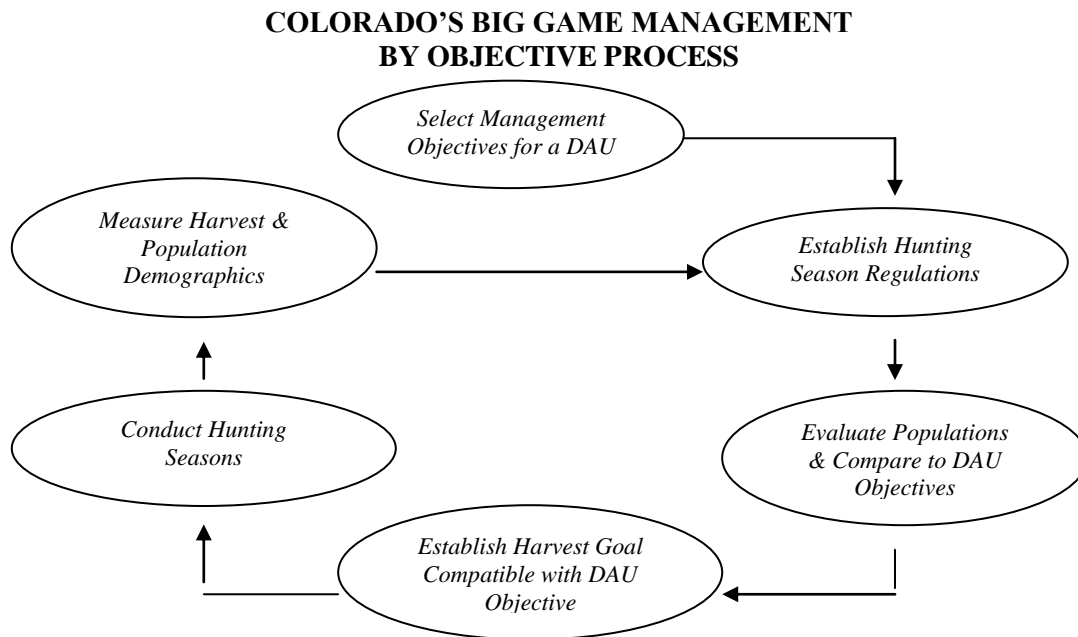 COLORADO’S BIG GAME MANAGEMENT
BY OBJECTIVE PROCESS
Select Management
Objectives for a DAU
Measure Harvest &
Population
Demographics
Establish Hunting
Season Regulations
Conduct Hunting
Seasons
Evaluate Populations
& Compare to DAU
Objectives
Establish Harvest Goal
Compatible with DAU
Objective